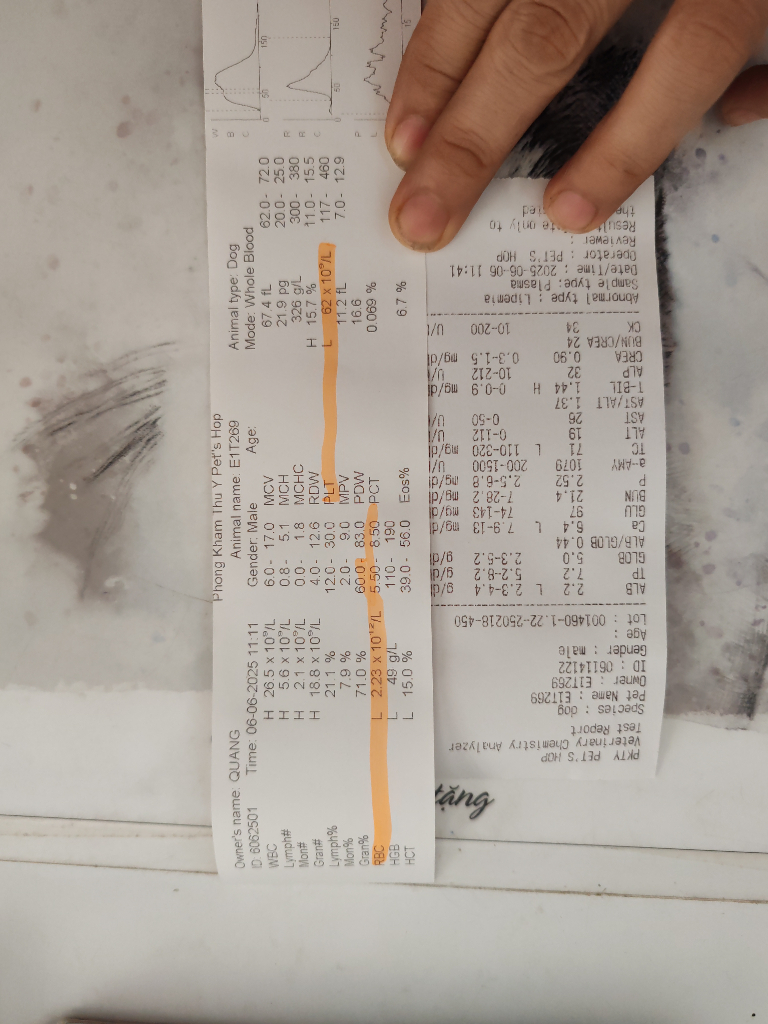 Phong Kham Thu Y Pet's Hop
Owner's name: QUANG Animal name: E1T269 Animal type: Dog
ID: 6062501 Time: 06-06-2025 11:11 Gender: Male Age: Mode: Whole Blood
WBC H 26.5 x 10⁹/L 6.0 - 17.0 MCV 67.4 fL 62.0 - 72.0
Lymph# H 5.6 x 10⁹/L 0.8 - 5.1 MCH 21.9 pg 20.0 - 25.0
Mon# H 2.1 x 10⁹/L 0.0 - 1.8 MCHC 326 g/L 300 - 380
Gran# H 18.8 x 10⁹/L 4.0 - 12.6 RDW H 15.7 % 11.0 - 15.5
Lymph% 21.1 % 12.0 - 30.0 PLT L 62 x 10⁹/L 117 - 460
Mon% 7.9 % 2.0 - 9.0 MPV 11.2 fL 7.0 - 12.9
Gran% 71.0 % 60.0 - 83.0 PDW 16.6
RBC L 2.23 x 10¹²/L 5.50 - 8.50 PCT 0.069 %
HGB L 49 g/L 110 - 190
HCT L 15.0 % 39.0 - 56.0 Eos% 6.7 %
W
B
C
50
150
R
R
C
50
150
P
L
15
PKTY PET'S HOP
Veterinary Chemistry Analyzer
Test Report
Species : dog
Pet Name : E1T269
Owner : E1T269
ID : 06114122
Gender : male
Age :
Lot : 001460-1.22-250218-450
ALB 2.2 L 2.3-4.4 g/d
TP 7.2 5.2-8.2 g/d
GLOB 5.0 2.3-5.2 g/d
ALB/GLOB 0.44
Ca 6.4 L 7.9-13 mg/d
GLU 97 74-143 mg/d
BUN 21.4 7-28.2 mg/d
P 2.52 2.5-6.8 mg/d
a-AMY 1079 200-1500 U/
TC 71 L 110-320 mg/d
ALT 19 0-112 U/
AST 26 0-50 U/
AST/ALT 1.37
T-BIL 1.44 H 0-0.9 mg/d
ALP 32 10-212 U/
CREA 0.90 0.3-1.5 mg/d
BUN/CREA 24
CK 34 10-200 U/
Abnormal type : Lipemia
Sample type: Plasma
Date/Time : 2025-06-06 11:41
Operator : PET'S HOP
Reviewer :
only to
the
tặng